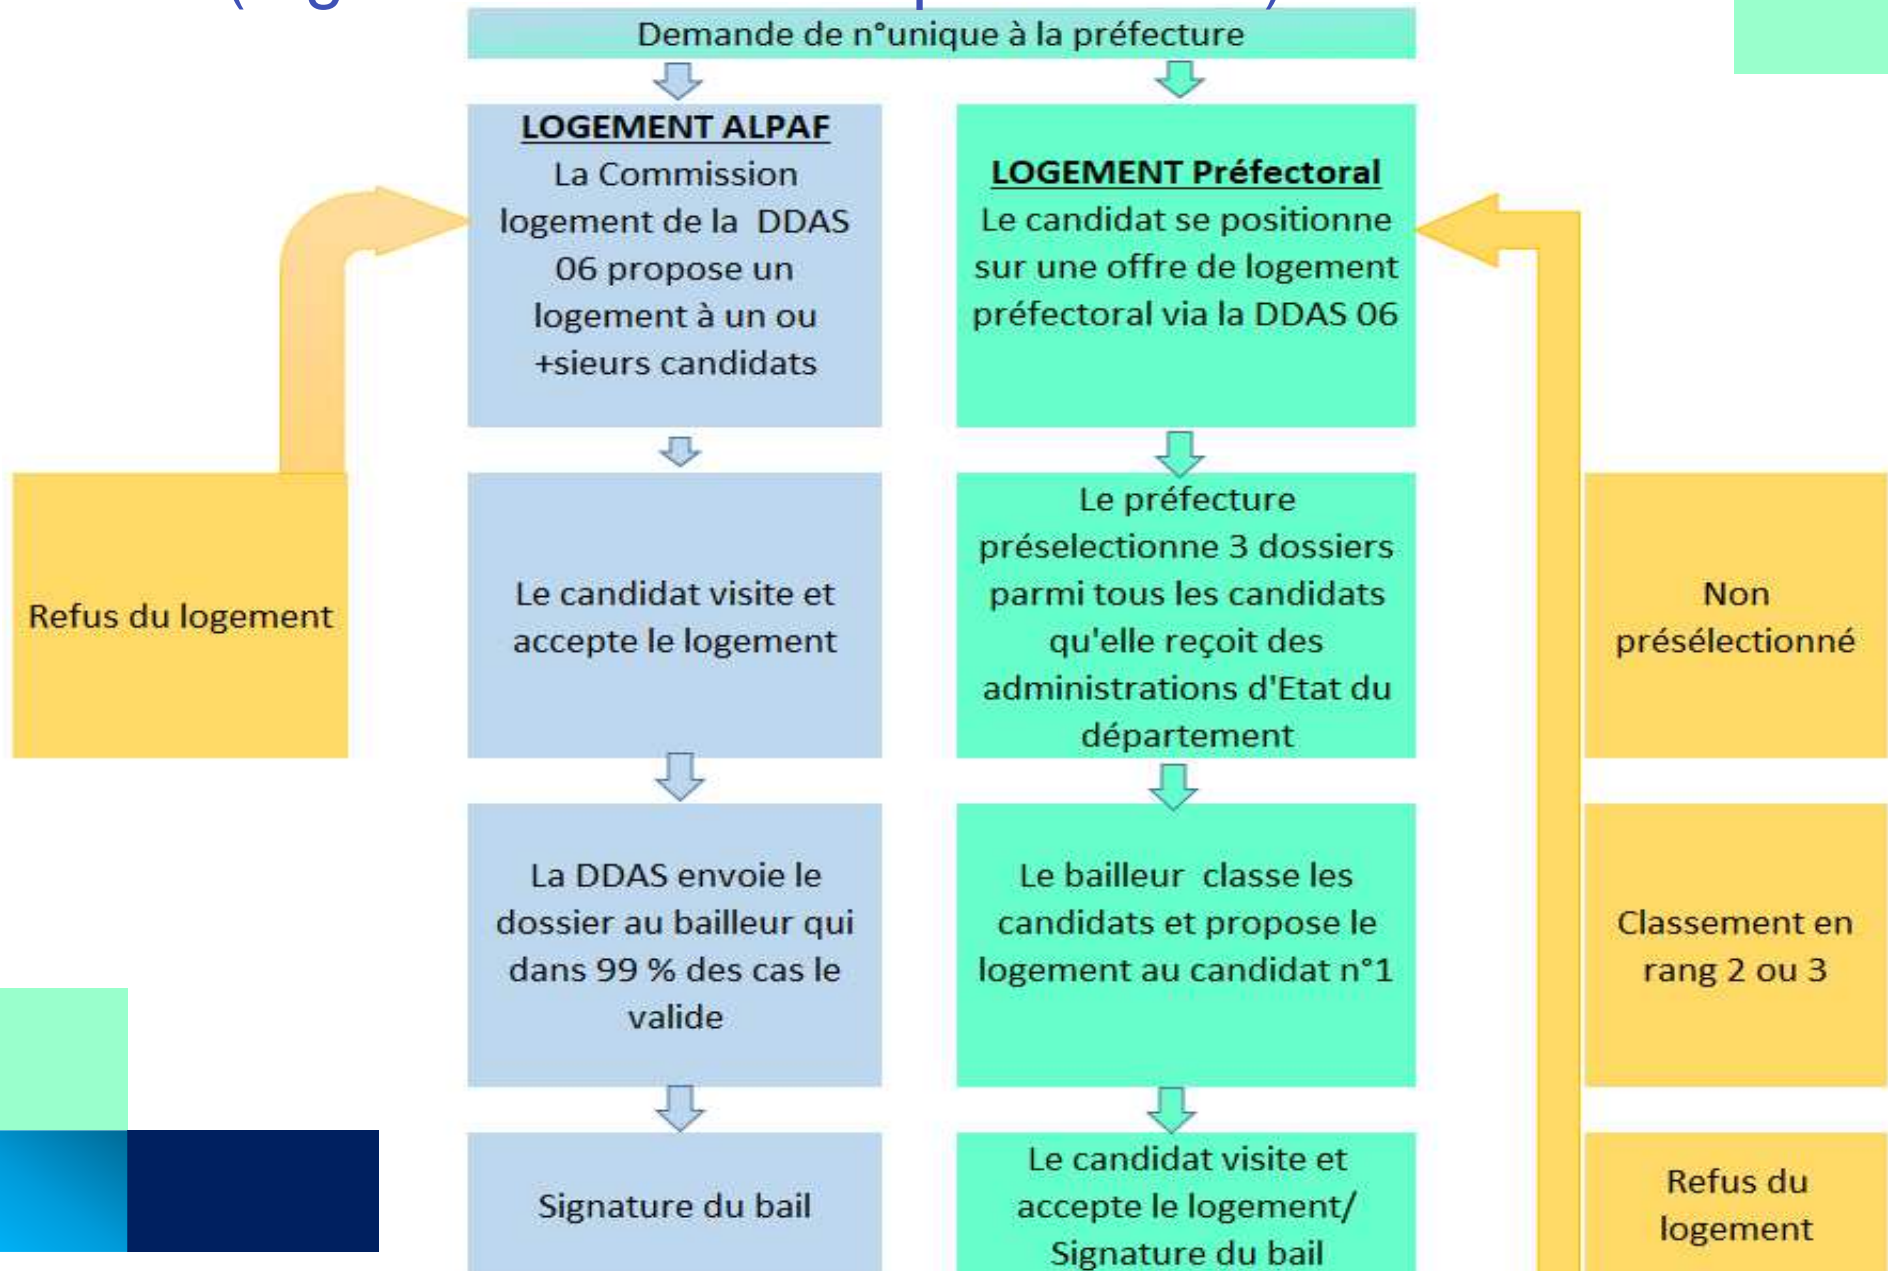 Demande de n°unique à la préfecture
LOGEMENT ALPAF
La Commission
logement de la DDAS
06 propose un
logement à un ou
+sieurs candidats
LOGEMENT Préfectoral
Le candidat se positionne
sur une offre de logement
préfectoral via la DDAS 06
Refus du logement
Le candidat visite et
accepte le logement
Le préfecture
préselectionne 3 dossiers
parmi tous les candidats
qu'elle reçoit des
administrations d'Etat du
département
Non
présélectionné
La DDAS envoie le
dossier au bailleur qui
dans 99 % des cas le
valide
Le bailleur classe les
candidats et propose le
logement au candidat n°1
Classement en
rang 2 ou 3
Signature du bail
Le candidat visite et
accepte le logement/
Signature du bail
Refus du
logement